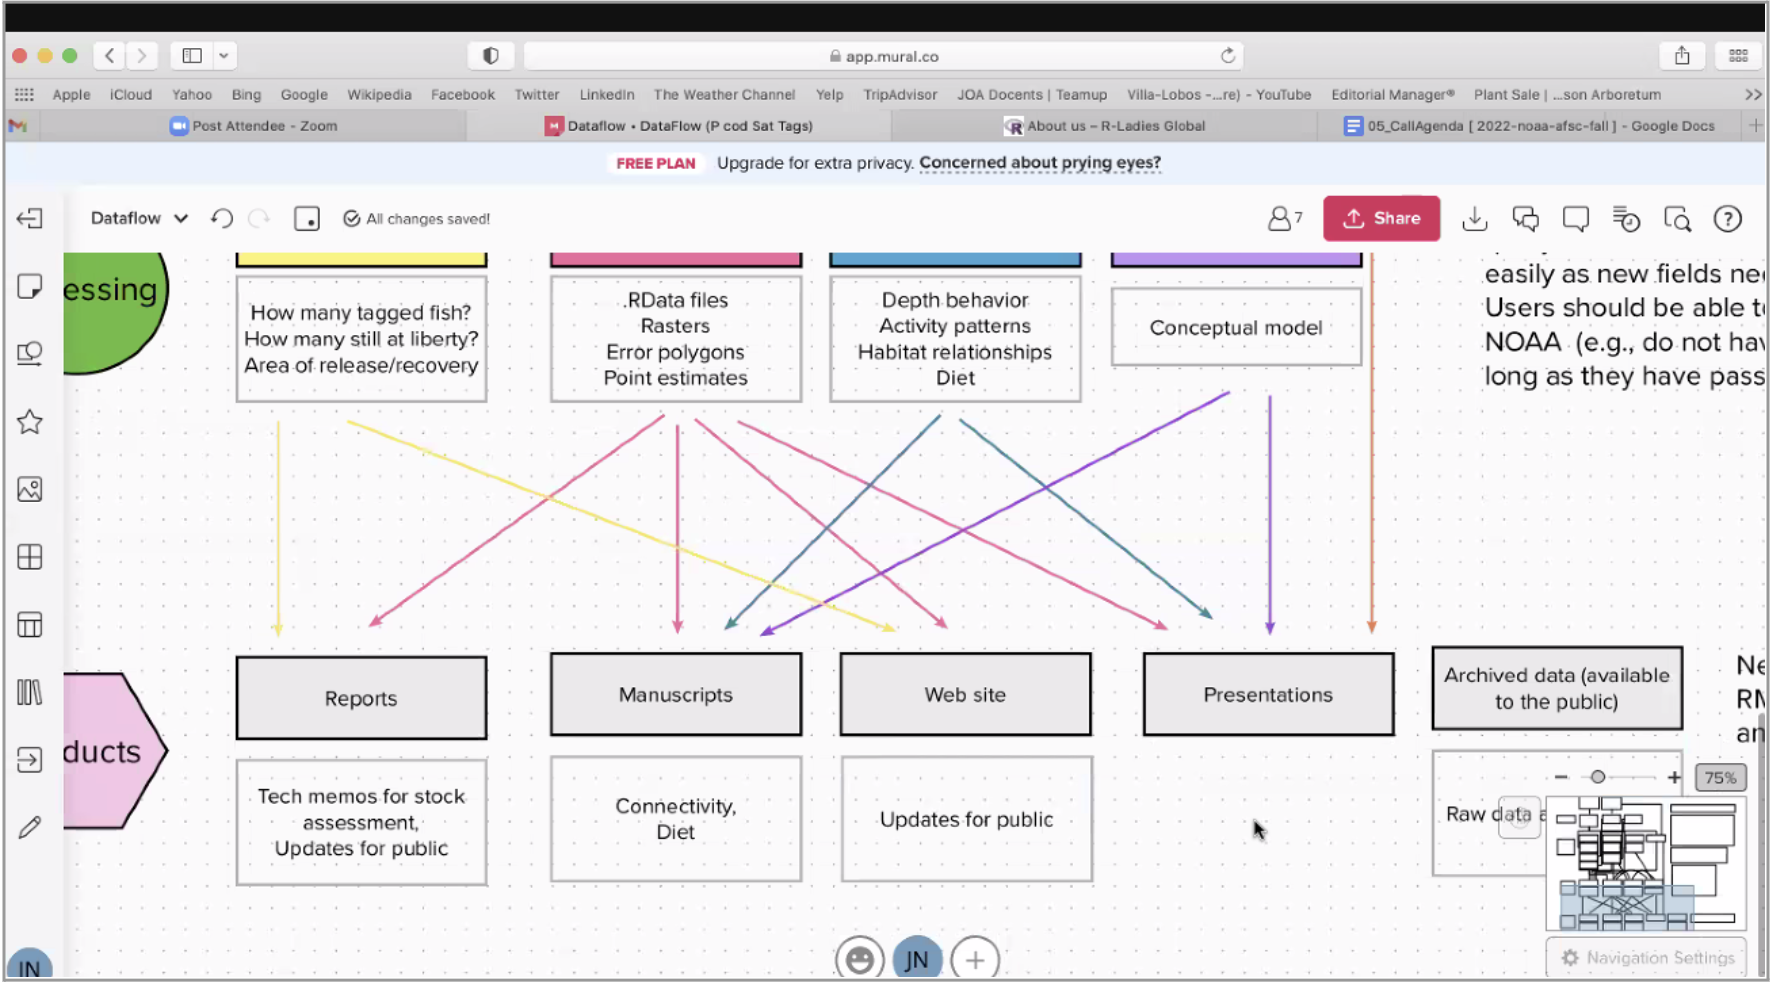 app.mural.co
Apple iCloud Yahoo Bing Google Wikipedia Facebook Twitter LinkedIn The Weather Channel Yelp TripAdvisor JOA Docents | Teamup Villa-Lobos -...re) - YouTube Editorial Manager® Plant Sale | ...son Arboretum >>
Post Attendee - Zoom
Dataflow • DataFlow (P cod Sat Tags)
About us – R-Ladies Global
05_CallAgenda [ 2022-noaa-afsc-fall ] - Google Docs
FREE PLAN Upgrade for extra privacy. Concerned about prying eyes?
Dataflow
All changes saved!
7
Share
essing
How many tagged fish?
How many still at liberty?
Area of release/recovery
.RData files
Rasters
Error polygons
Point estimates
Depth behavior
Activity patterns
Habitat relationships
Diet
Conceptual model
easily as new fields ne
Users should be able t
NOAA (e.g., do not hav
long as they have pass
ducts
Reports
Manuscripts
Web site
Presentations
Archived data (available
to the public)
Ne
RM
an
Tech memos for stock
assessment,
Updates for public
Connectivity,
Diet
Updates for public
Raw data a
75%
JN
JN
Navigation Settings